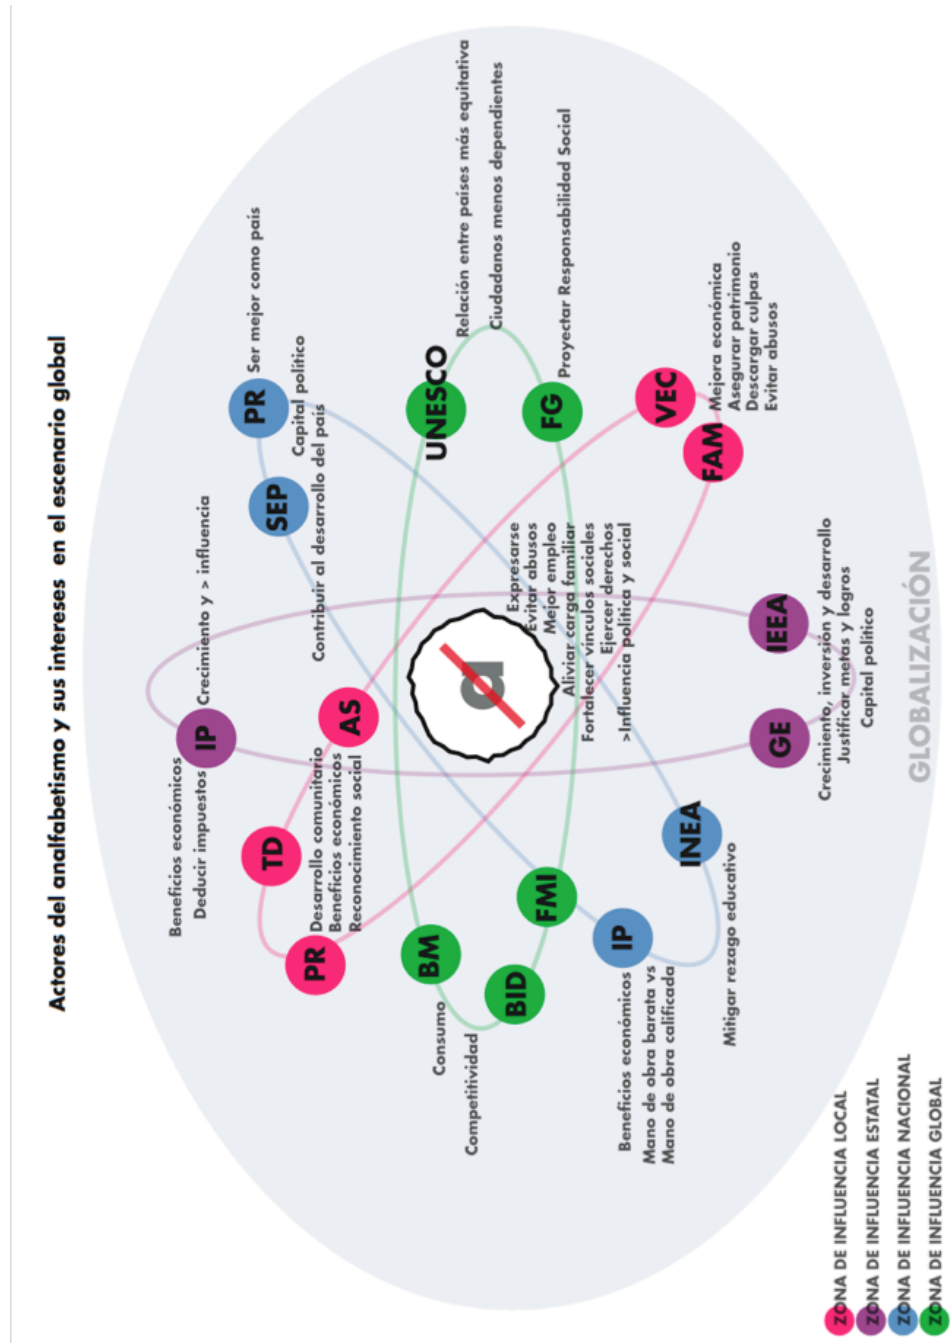 Actores del analfabetismo y sus intereses en el escenario global
Beneficios económicos
Deducir impuestos
IP
Crecimiento y > influencia
SEP
PR
Ser mejor como país
Capital político
Contribuir al desarrollo del país
TD
PR
Desarrollo comunitario
Beneficios económicos
Reconocimiento social
AS
BM
Consumo
Competitividad
BID
FMI
UNESCO
Relación entre países más equitativa
Ciudadanos menos dependientes
FG
Proyectar Responsabilidad Social
a
Expresarse
Evitar abusos
Mejor empleo
Aliviar carga familiar
Fortalecer vínculos sociales
Ejercer derechos
>Influencia política y social
IP
Beneficios económicos
Mano de obra barata vs
Mano de obra calificada
INEA
Mitigar rezago educativo
VEC
FAM
Mejora económica
Asegurar patrimonio
Descargar culpas
Evitar abusos
GE
IEEA
Crecimiento, inversión y desarrollo
Justificar metas y logros
Capital político
GLOBALIZACIÓN
ZONA DE INFLUENCIA LOCAL
ZONA DE INFLUENCIA ESTATAL
ZONA DE INFLUENCIA NACIONAL
ZONA DE INFLUENCIA GLOBAL